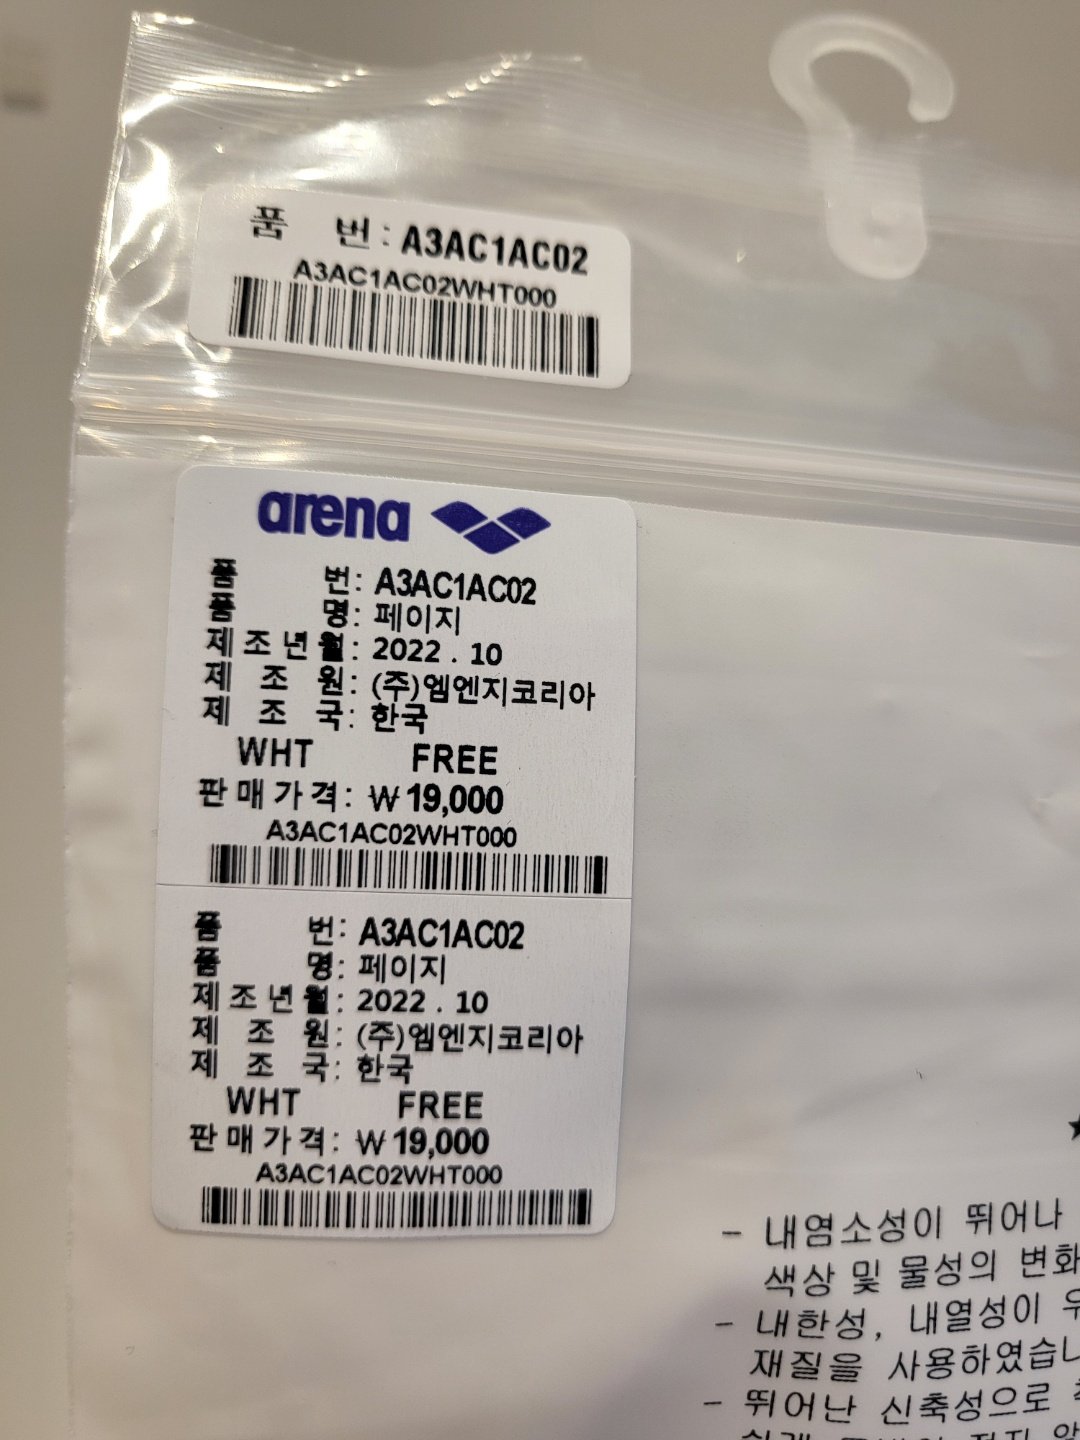 품 번 : A3AC1AC02
A3AC1AC02WHT000
arena
품 번 : A3AC1AC02
품 명 : 페이지
제조년월 : 2022 . 10
제 조 원 : (주)엠엔지코리아
제 조 국 : 한국
WHT FREE
판매가격 : ₩ 19,000
A3AC1AC02WHT000
품 번 : A3AC1AC02
품 명 : 페이지
제조년월 : 2022 . 10
제 조 원 : (주)엠엔지코리아
제 조 국 : 한국
WHT FREE
판매가격 : ₩ 19,000
A3AC1AC02WHT000
- 내염소성이 뛰어나
색상 및 물성의 변화
- 내한성, 내열성이
재질을 사용하였습니
- 뛰어난 신축성으로